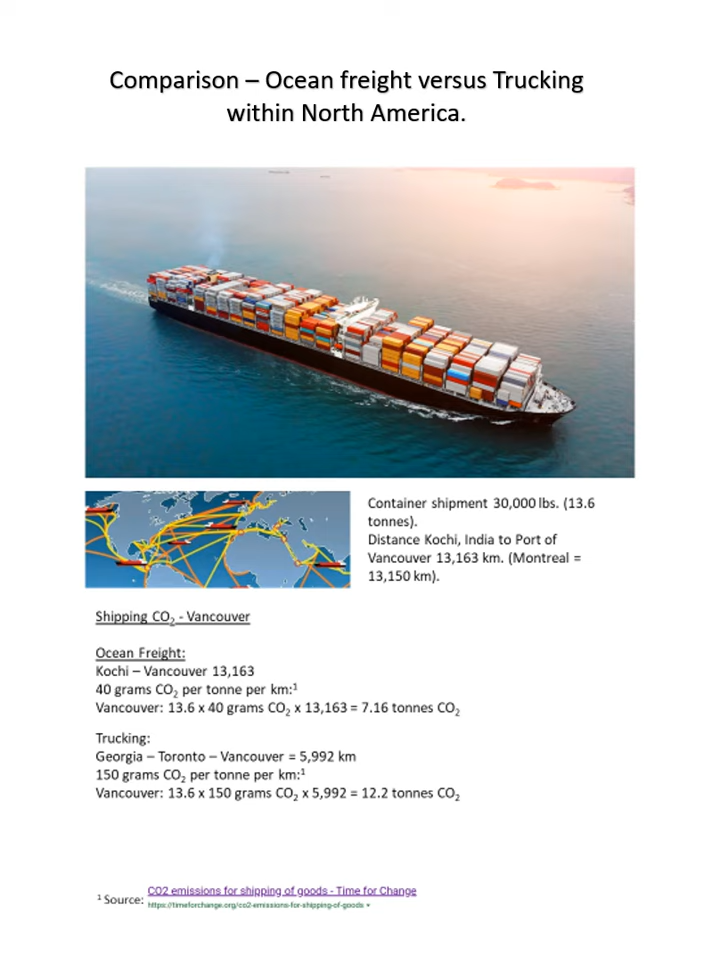 Comparison – Ocean freight versus Trucking
within North America.
Container shipment 30,000 lbs. (13.6
tonnes).
Distance Kochi, India to Port of
Vancouver 13,163 km. (Montreal =
13,150 km).
Shipping CO₂ - Vancouver
Ocean Freight:
Kochi – Vancouver 13,163
40 grams CO₂ per tonne per km:¹
Vancouver: 13.6 x 40 grams CO₂ x 13,163 = 7.16 tonnes CO₂
Trucking:
Georgia – Toronto – Vancouver = 5,992 km
150 grams CO₂ per tonne per km:¹
Vancouver: 13.6 x 150 grams CO₂ x 5,992 = 12.2 tonnes CO₂
¹ Source: CO2 emissions for shipping of goods - Time for Change
https://timeforchange.org/co2-emissions-for-shipping-of-goods